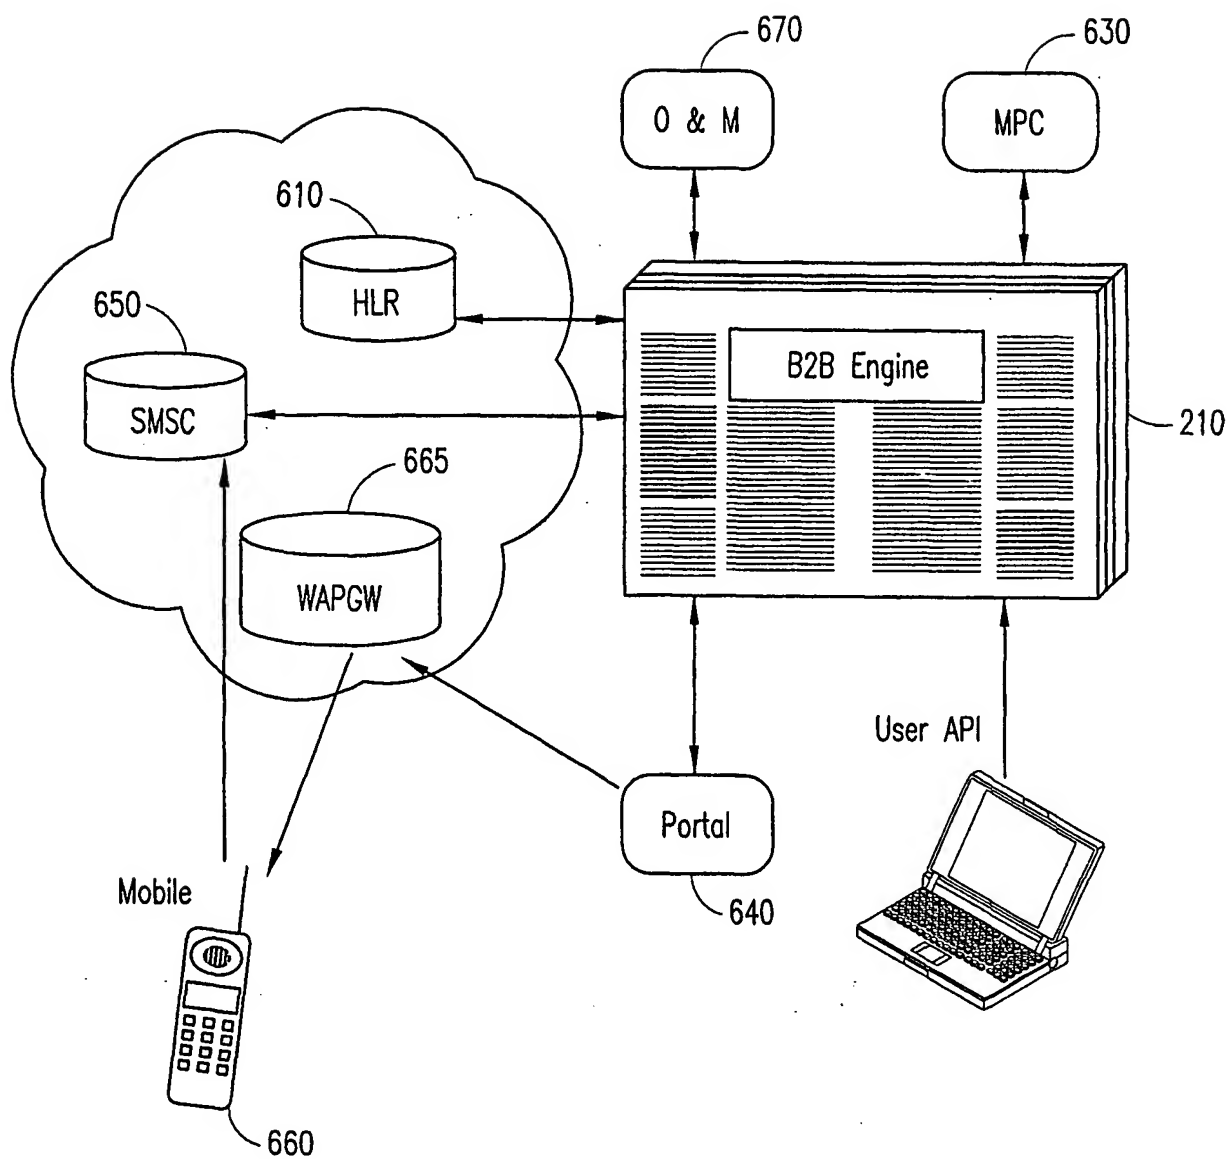 670
630
O & M
MPC
610
HLR
650
B2B Engine
SMSC
210
665
WAPGW
User API
Portal
Mobile
640
660